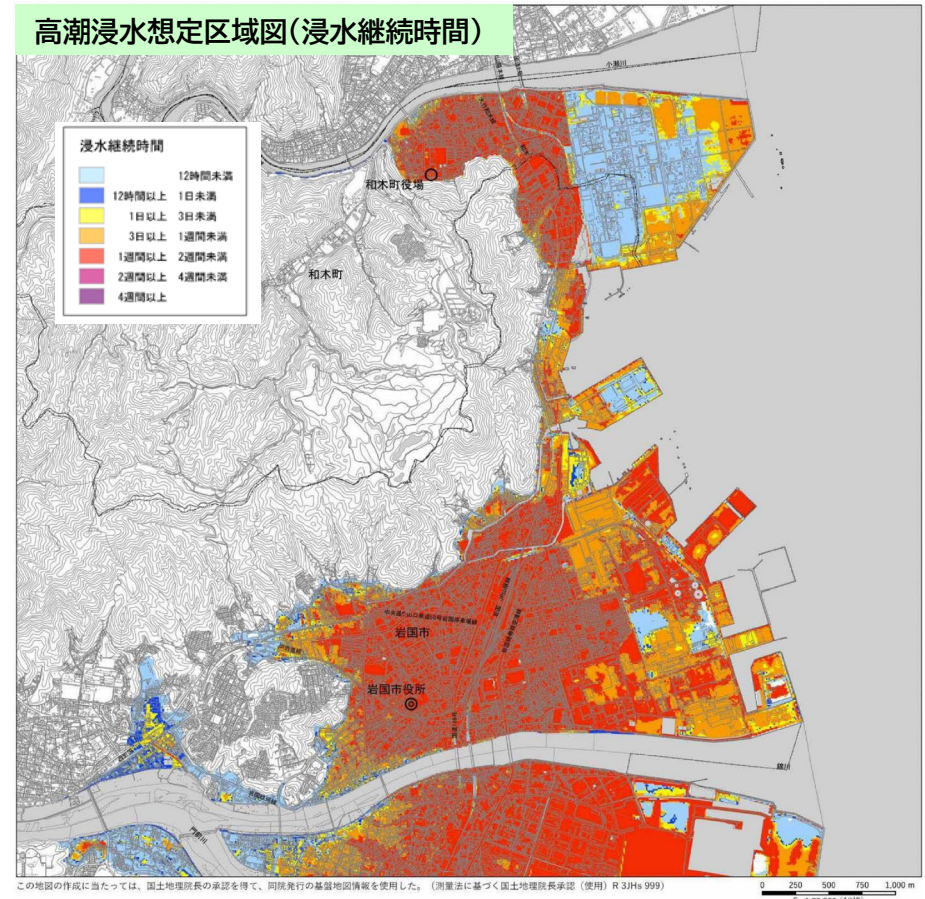 高潮浸水想定区域図(浸水継続時間)
小瀬川
浸水継続時間
12時間未満
12時間以上 1日未満
1日以上 3日未満
3日以上 1週間未満
1週間以上 2週間未満
2週間以上 4週間未満
4週間以上
和木町役場
和木町
岩国市
岩国市役所
錦川
門前川
この地図の作成に当たっては、国土地理院長の承認を得て、同院発行の基盤地図情報を使用した。(測量法に基づく国土地理院長承認(使用)R 3JHs 999)
0 250 500 750 1,000 m